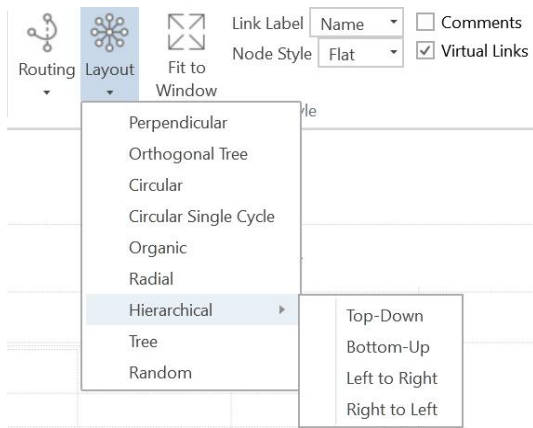 Routing
Layout
Fit to
Window
Link Label Name
Node Style Flat
Comments
Virtual Links
Perpendicular
Orthogonal Tree
Circular
Circular Single Cycle
Organic
Radial
Hierarchical
Tree
Random
Top-Down
Bottom-Up
Left to Right
Right to Left